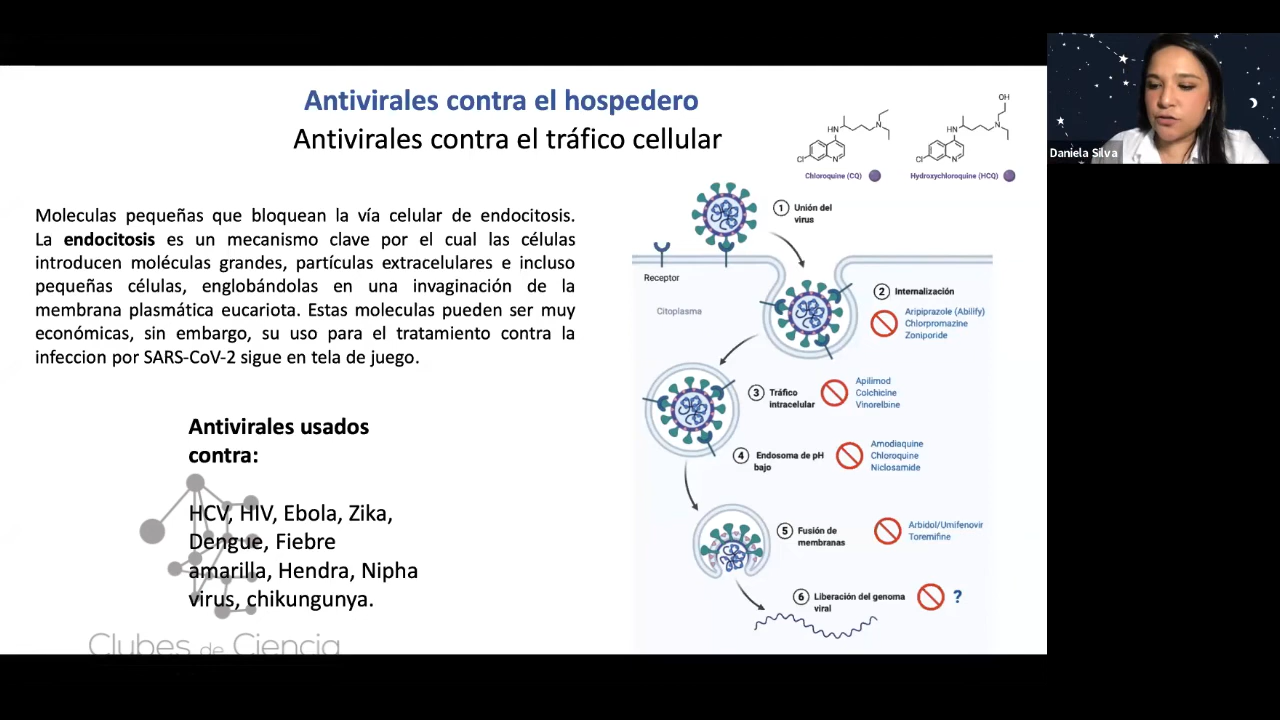 Antivirales contra el hospedero
Antivirales contra el tráfico cellular
Moleculas pequeñas que bloquean la vía celular de endocitosis.
La endocitosis es un mecanismo clave por el cual las células
introducen moléculas grandes, partículas extracelulares e incluso
pequeñas células, englobándolas en una invaginación de la
membrana plasmática eucariota. Estas moleculas pueden ser muy
económicas, sin embargo, su uso para el tratamiento contra la
infeccion por SARS-CoV-2 sigue en tela de juego.
Antivirales usados
contra:
HCV, HIV, Ebola, Zika,
Dengue, Fiebre
amarilla, Hendra, Nipha
virus, chikungunya.
Clubes de Ciencia
OH
HN
N
Cl
N
HN
N
Cl
N
Chloroquine (CQ)
Hydroxychloroquine (HCQ)
1 Unión del
virus
Receptor
Citoplasma
2 Internalización
Aripiprazole (Abilify)
Chlorpromazine
Zoniporide
3 Tráfico
intracelular
Apilimod
Colchicine
Vinorelbine
4 Endosoma de pH
bajo
Amodiaquine
Chloroquine
Niclosamide
5 Fusión de
membranas
Arbidol/Umifenovir
Toremifine
6 Liberación del genoma
viral
?
Daniela Silva